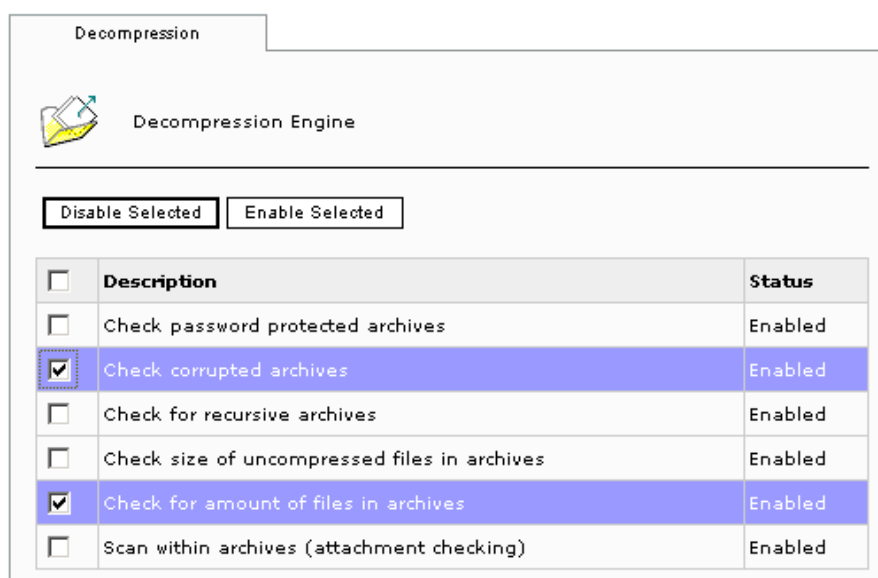 Decompression
Decompression Engine
Disable Selected Enable Selected
Description Status
Check password protected archives Enabled
Check corrupted archives Enabled
Check for recursive archives Enabled
Check size of uncompressed files in archives Enabled
Check for amount of files in archives Enabled
Scan within archives (attachment checking) Enabled